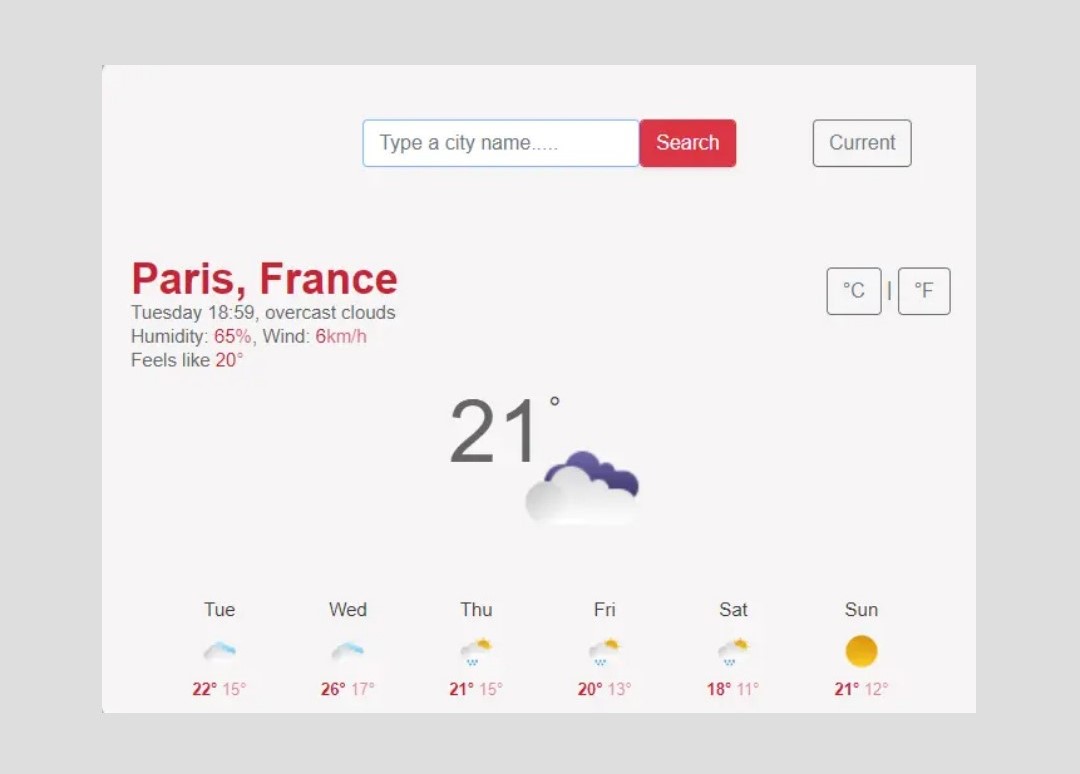 Type a city name..... Search Current
Paris, France
Tuesday 18:59, overcast clouds
Humidity: 65%, Wind: 6km/h
Feels like 20°
°C | °F
21°
Tue Wed Thu Fri Sat Sun
22° 15° 26° 17° 21° 15° 20° 13° 18° 11° 21° 12°